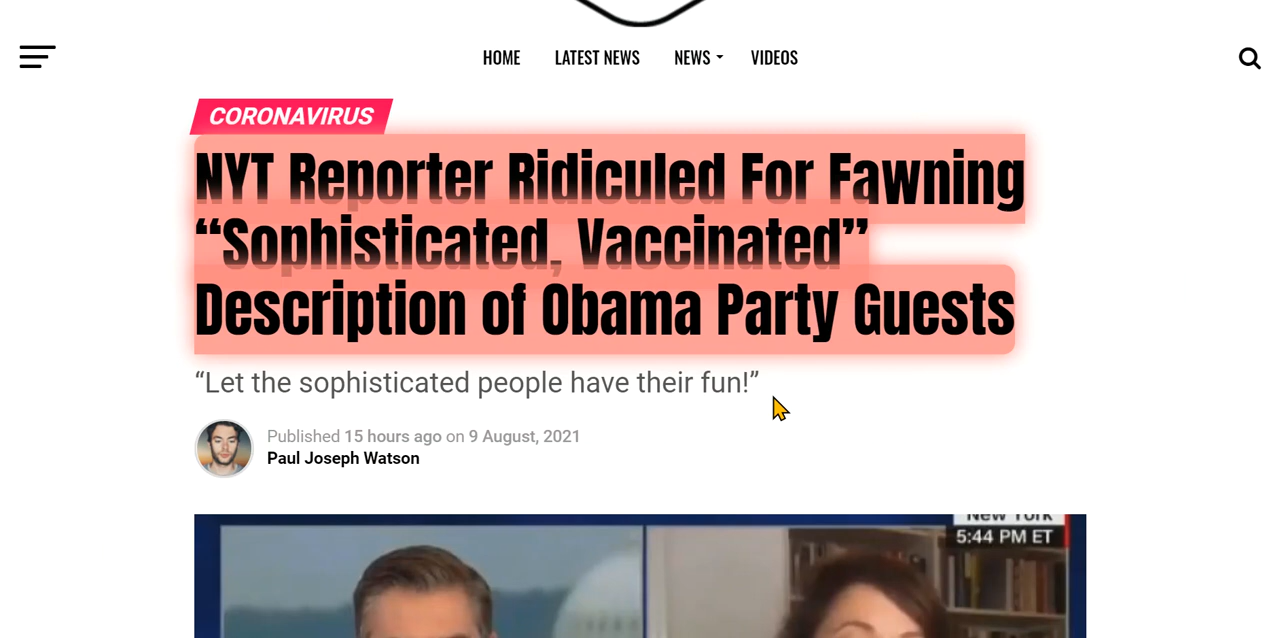 HOME LATEST NEWS NEWS VIDEOS
CORONAVIRUS
NYT Reporter Ridiculed For Fawning
“Sophisticated, Vaccinated”
Description of Obama Party Guests
“Let the sophisticated people have their fun!”
Published 15 hours ago on 9 August, 2021
Paul Joseph Watson
New York
5:44 PM ET